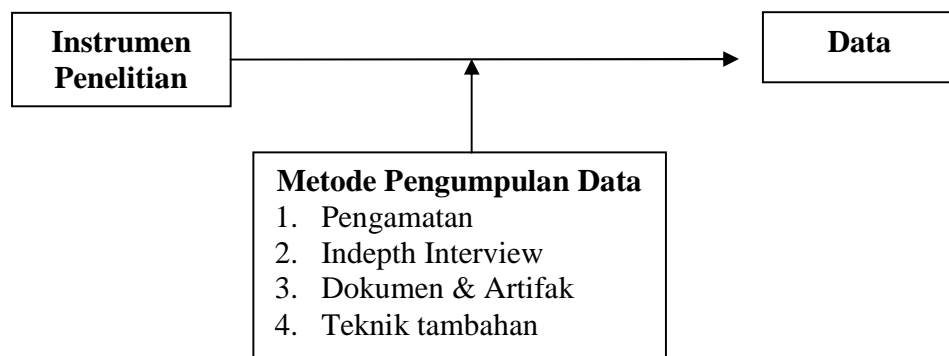 Instrumen
Penelitian
Data
Metode Pengumpulan Data
1. Pengamatan
2. Indepth Interview
3. Dokumen & Artifak
4. Teknik tambahan